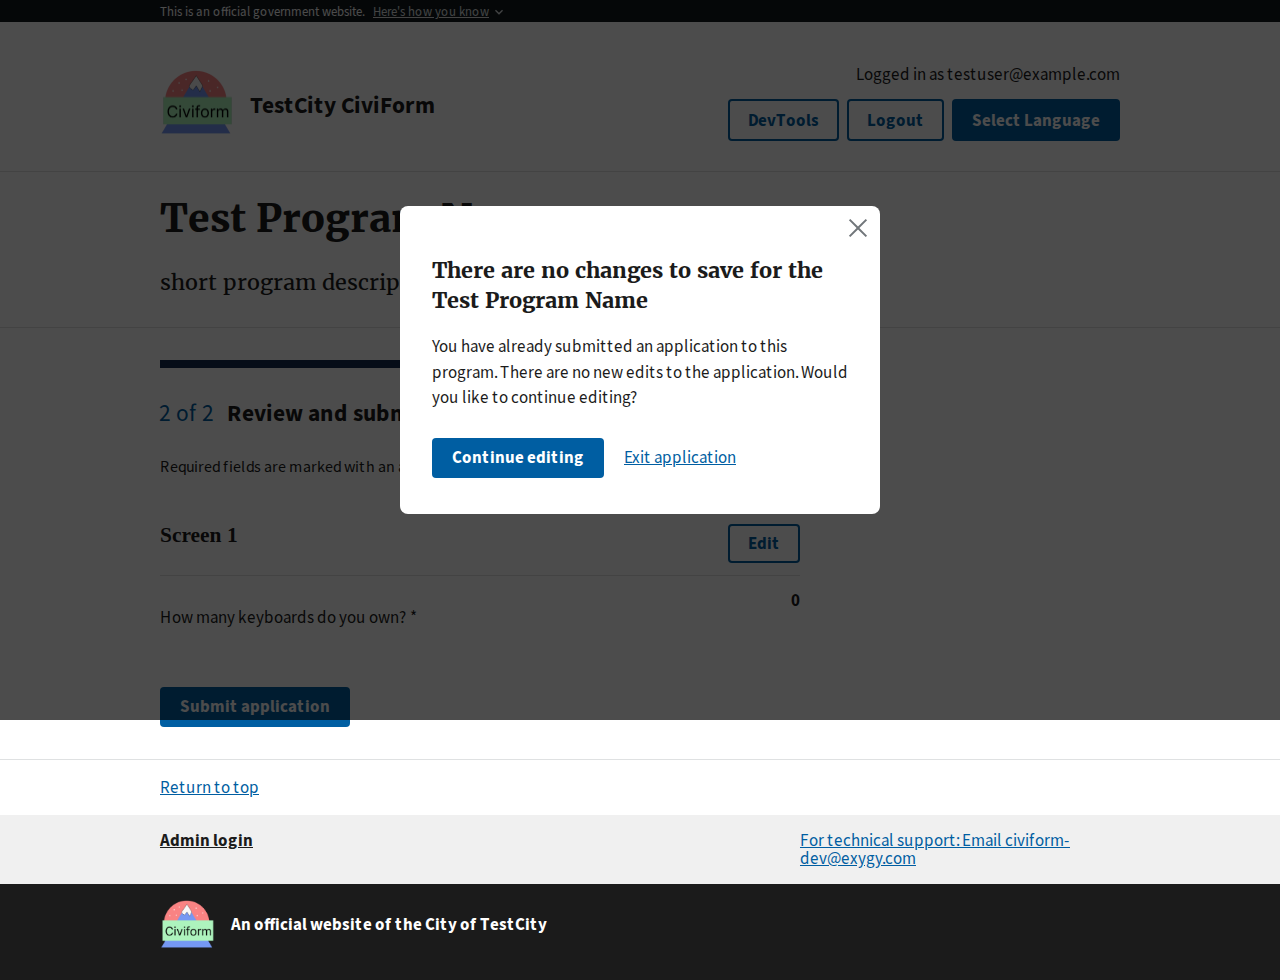 This is an official government website. Here's how you know
Logged in as testuser@example.com
Civiform
TestCity CiviForm
DevTools
Logout
Select Language
Test Program N
short program descrip
There are no changes to save for the
Test Program Name
You have already submitted an application to this
program. There are no new edits to the application. Would
you like to continue editing?
Continue editing
Exit application
2 of 2 Review and subm
Required fields are marked with an
Screen 1
Edit
How many keyboards do you own? *
0
Submit application
Return to top
Admin login
For technical support: Email civiform-
dev@exygy.com
Civiform
An official website of the City of TestCity